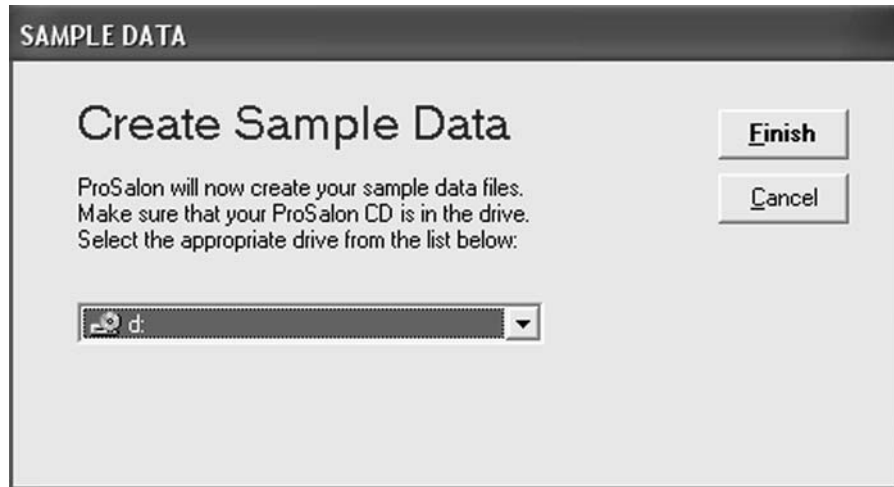 SAMPLE DATA
Create Sample Data
Finish
ProSalon will now create your sample data files.
Make sure that your ProSalon CD is in the drive.
Select the appropriate drive from the list below:
Cancel
d: